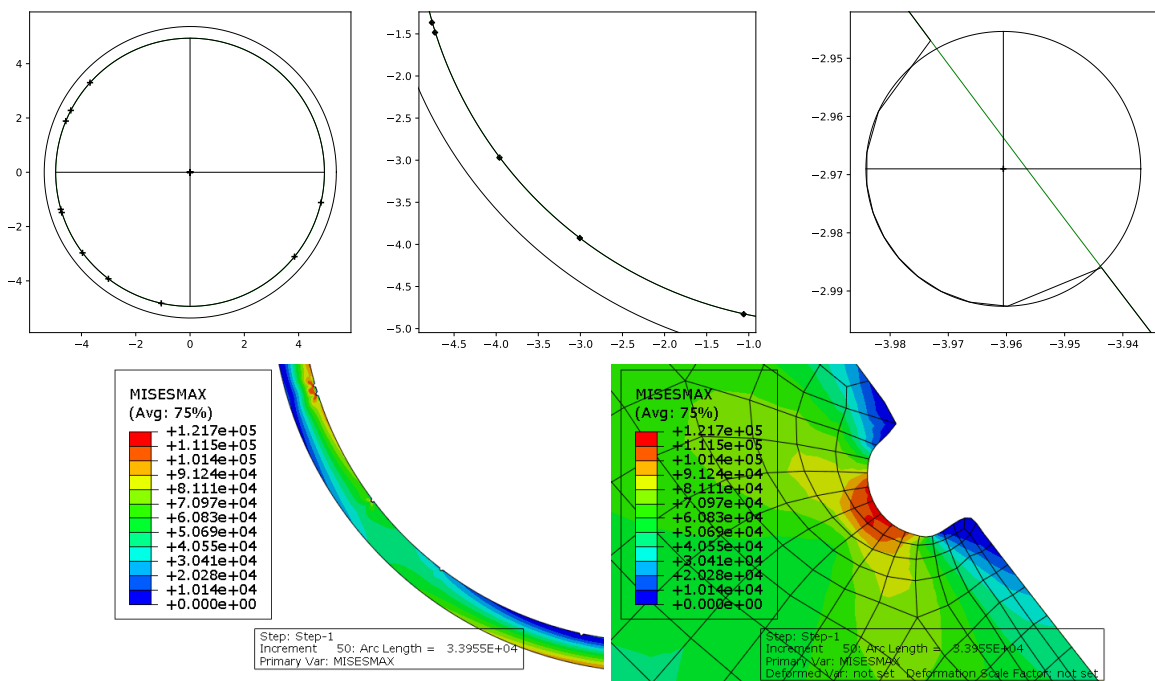 4
2
0
−2
−4
−4
−2
0
2
4
−1.5
−2.0
−2.5
−3.0
−3.5
−4.0
−4.5
−5.0
−4.5
−4.0
−3.5
−3.0
−2.5
−2.0
−1.5
−1.0
−2.95
−2.96
−2.97
−2.98
−2.99
−3.98
−3.97
−3.96
−3.95
−3.94
MISESMAX
(Avg: 75%)
+1.217e+05
+1.115e+05
+1.014e+05
+9.124e+04
+8.111e+04
+7.097e+04
+6.083e+04
+5.069e+04
+4.055e+04
+3.041e+04
+2.028e+04
+1.014e+04
+0.000e+00
Step: Step-1
Increment 50: Arc Length = 3.3955E+04
Primary Var: MISESMAX
MISESMAX
(Avg: 75%)
+1.217e+05
+1.115e+05
+1.014e+05
+9.124e+04
+8.111e+04
+7.097e+04
+6.083e+04
+5.069e+04
+4.055e+04
+3.041e+04
+2.028e+04
+1.014e+04
+0.000e+00
Step: Step-1
Increment 50: Arc Length = 3.3955E+04
Primary Var: MISESMAX
Deformed Var: not set Deformation Scale Factor: not set